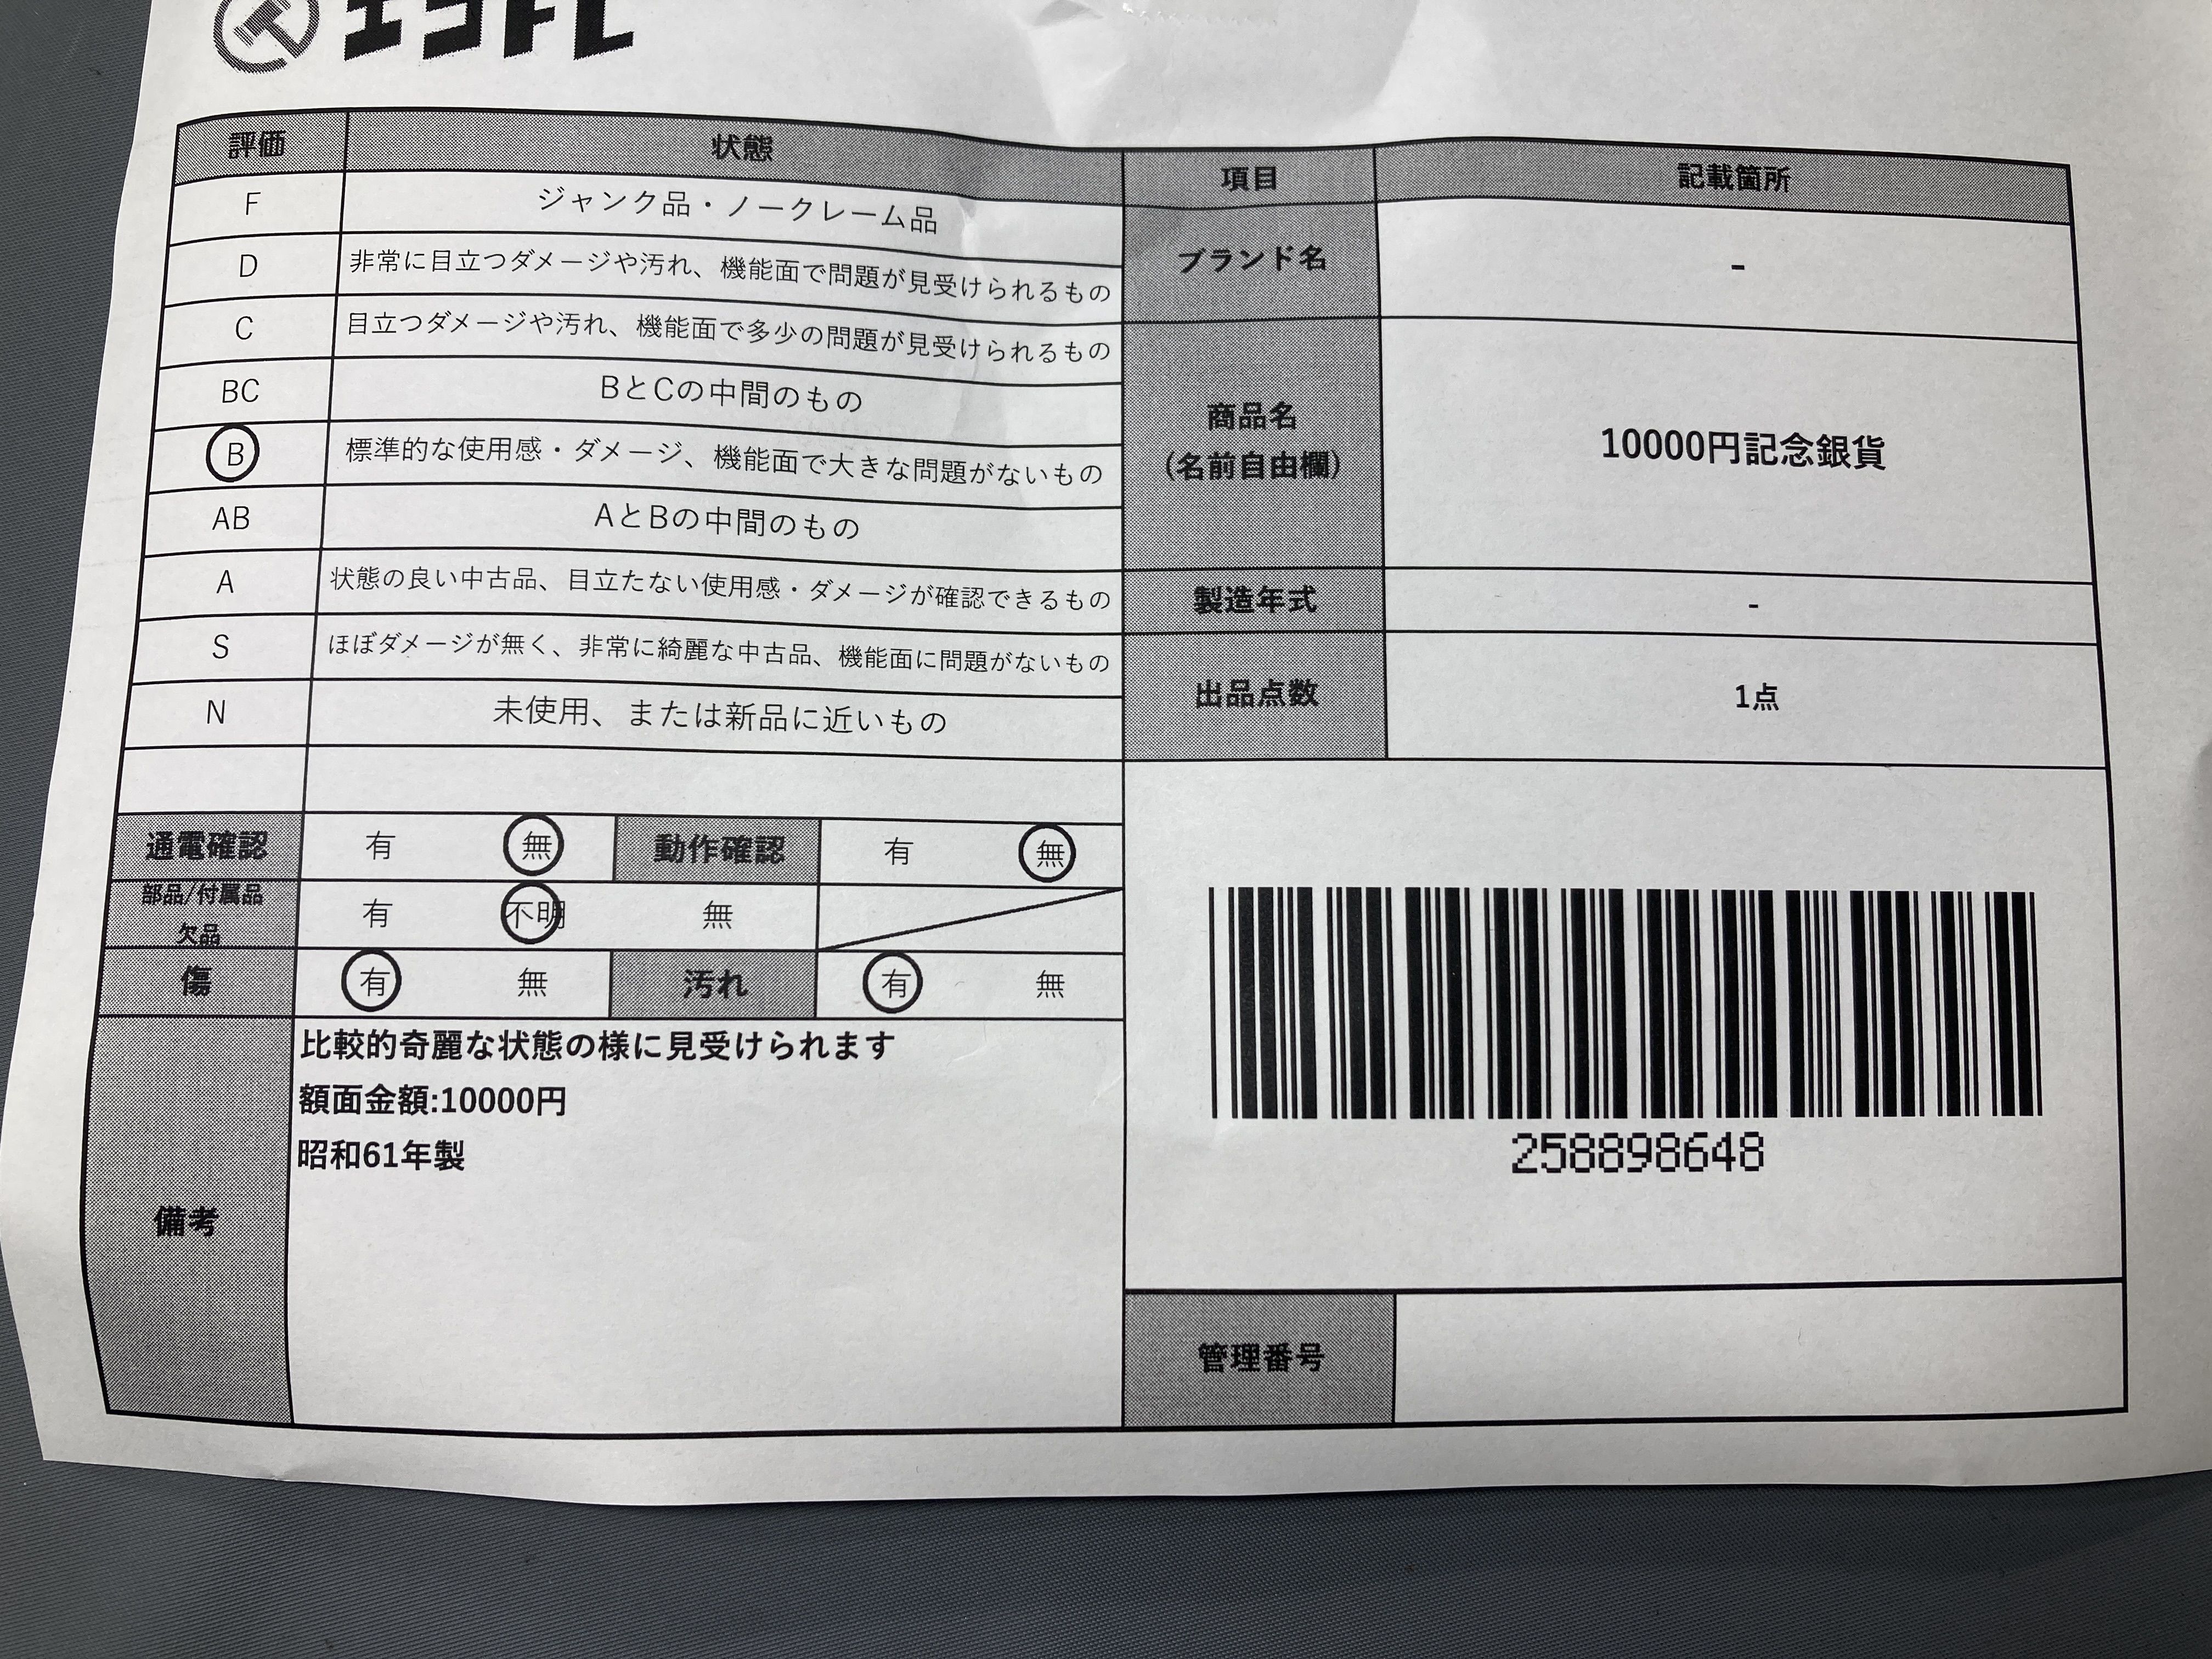 エコトレ
評価 状態
F ジャンク品・ノークレーム品
D 非常に目立つダメージや汚れ、機能面で問題が見受けられるもの
C 目立つダメージや汚れ、機能面で多少の問題が見受けられるもの
BC BとCの中間のもの
B 標準的な使用感・ダメージ、機能面で大きな問題がないもの
AB AとBの中間のもの
A 状態の良い中古品、目立たない使用感・ダメージが確認できるもの
S ほぼダメージが無く、非常に綺麗な中古品、機能面に問題がないもの
N 未使用、または新品に近いもの
通電確認 有 無 動作確認 有 無
部品/付属品
欠品
有 不明 無
傷 有 無 汚れ 有 無
備考
比較的奇麗な状態の様に見受けられます
額面金額:10000円
昭和61年製
項目 記載箇所
ブランド名 -
商品名
(名前自由欄)
10000円記念銀貨
製造年式 -
出品点数 1点
258898648
管理番号